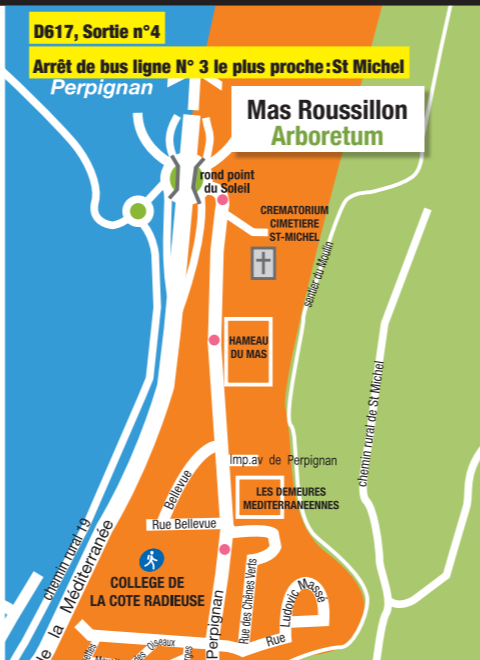 D617, Sortie n°4
Arrêt de bus ligne N° 3 le plus proche: St Michel
Perpignan
Mas Roussillon
Arboretum
rond point
du Soleil
CREMATORIUM
CIMETIERE
ST-MICHEL
sentier du Moulin
HAMEAU
DU MAS
chemin rural de St Michel
Imp.av de Perpignan
Bellevue
LES DEMEURES
MEDITERRANEENNES
Rue Bellevue
chemin rural 19
de la Méditerranée
COLLEGE DE
LA COTE RADIEUSE
Rue des Chênes Verts
Perpignan
Rue Ludovic Massé
des Oiseaux